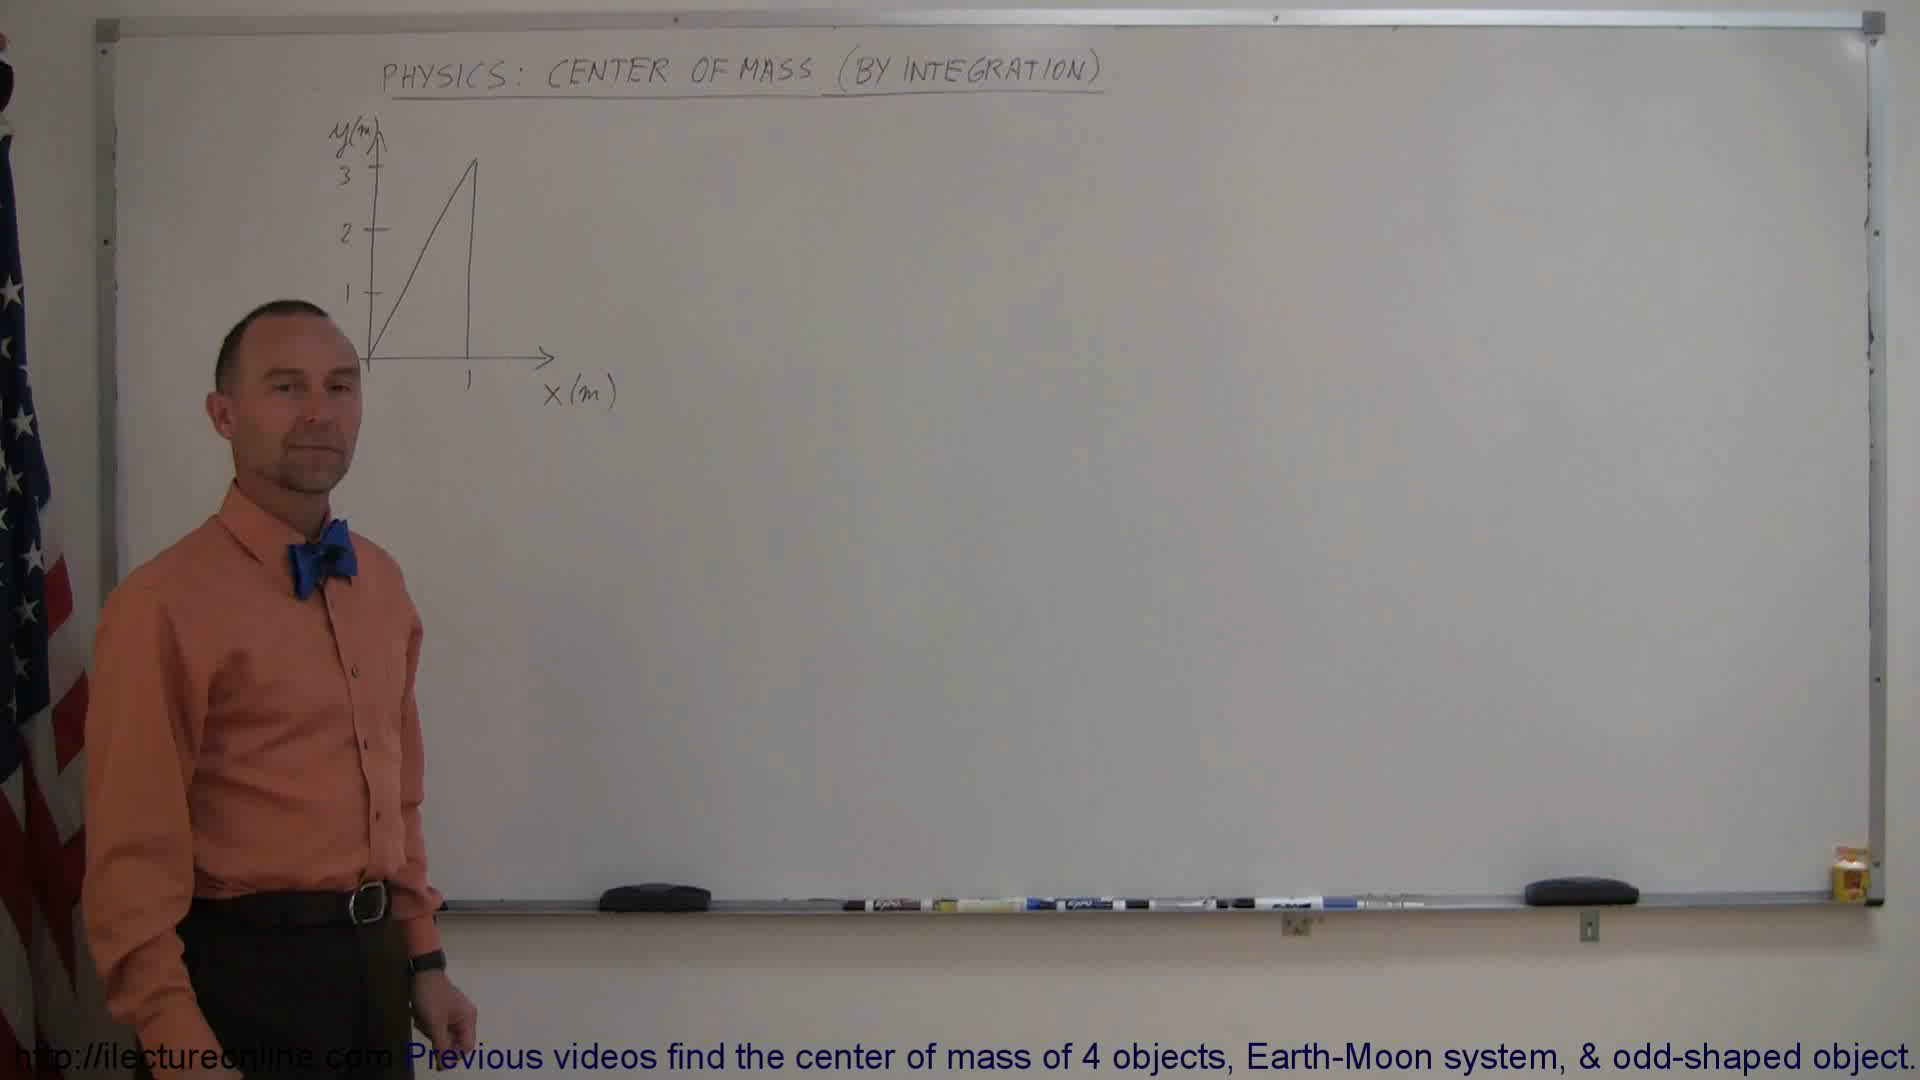 PHYSICS: CENTER OF MASS (BY INTEGRATION)
y(m)
3
2
1
1
x(m)
http://ilectureonline.com Previous videos find the center of mass of 4 objects, Earth-Moon system, & odd-shaped object.